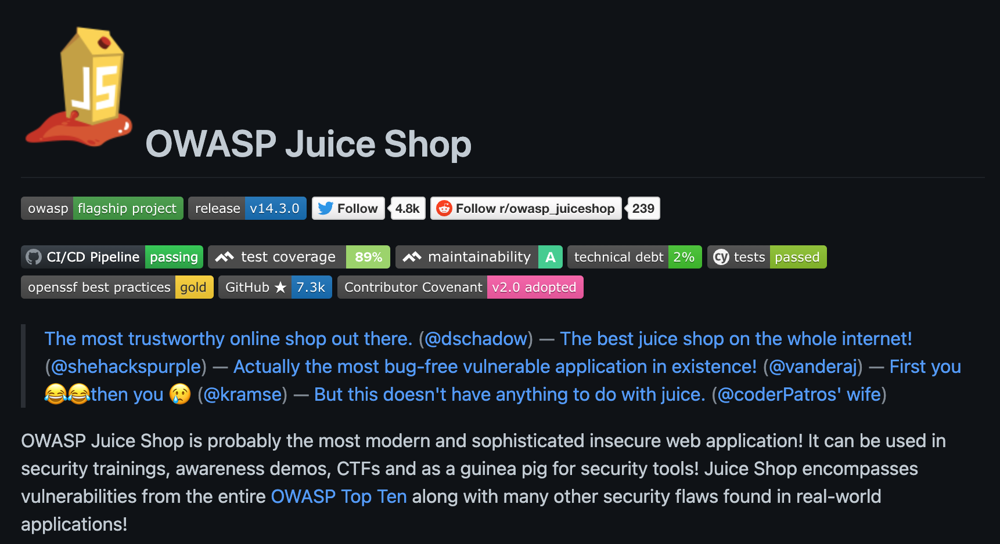 JS
OWASP Juice Shop
owasp flagship project release v14.3.0 Follow 4.8k Follow r/owasp_juiceshop 239
CI/CD Pipeline passing test coverage 89% maintainability A technical debt 2% cy tests passed
openssf best practices gold GitHub ★ 7.3k Contributor Covenant v2.0 adopted
The most trustworthy online shop out there. (@dschadow) — The best juice shop on the whole internet!
(@shehackspurple) — Actually the most bug-free vulnerable application in existence! (@vanderaj) — First you
😂😂then you 😢 (@kramse) — But this doesn't have anything to do with juice. (@coderPatros' wife)
OWASP Juice Shop is probably the most modern and sophisticated insecure web application! It can be used in
security trainings, awareness demos, CTFs and as a guinea pig for security tools! Juice Shop encompasses
vulnerabilities from the entire OWASP Top Ten along with many other security flaws found in real-world
applications!